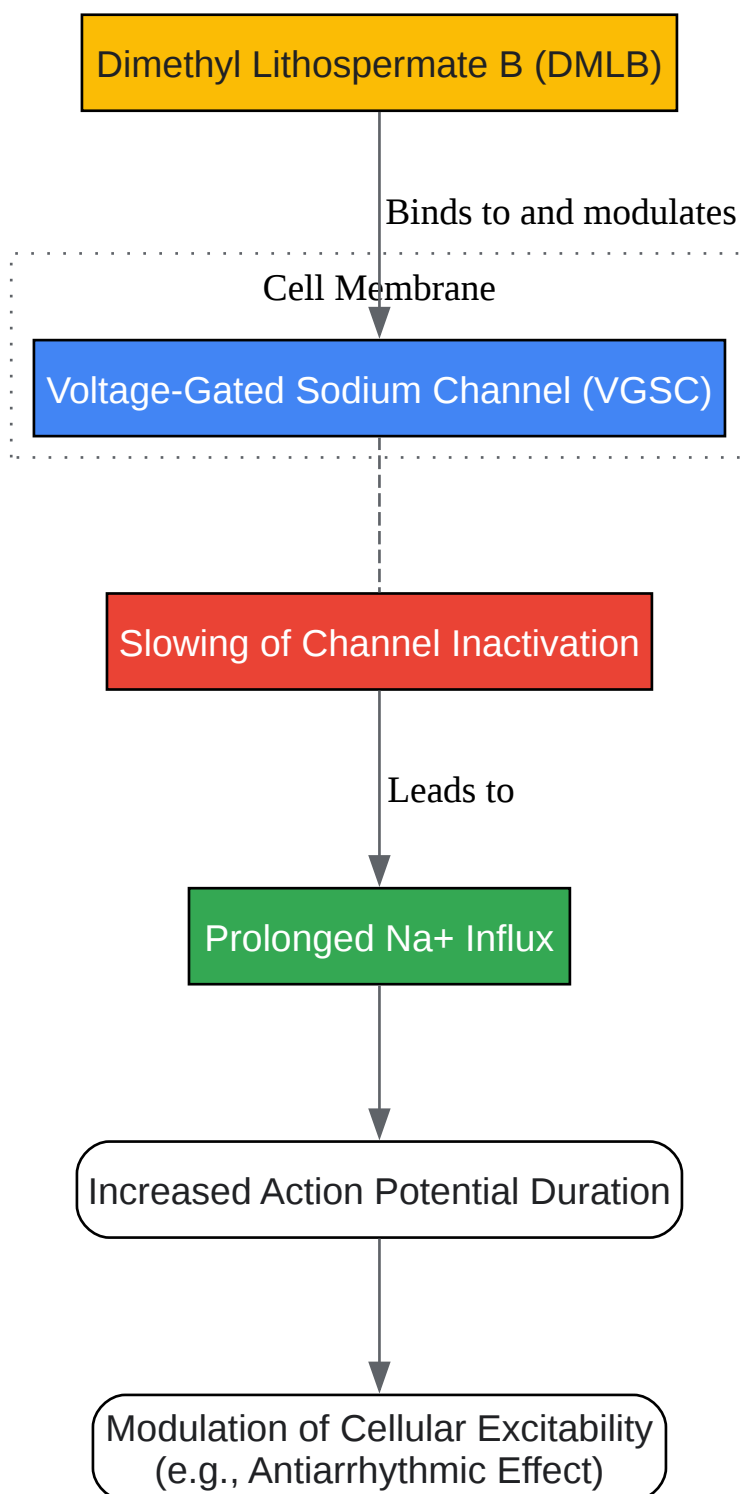 Dimethyl Lithospermate B (DMLB)
Binds to and modulates
Cell Membrane
Voltage-Gated Sodium Channel (VGSC)
Slowing of Channel Inactivation
Leads to
Prolonged Na+ Influx
Increased Action Potential Duration
Modulation of Cellular Excitability
(e.g., Antiarrhythmic Effect)